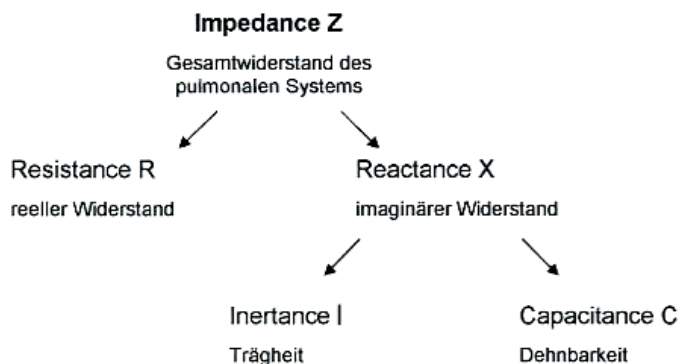 Impedance Z
Gesamtwiderstand des
pulmonalen Systems
Resistance R
Reactance X
reeller Widerstand
imaginärer Widerstand
Inertance I
Capacitance C
Trägheit
Dehnbarkeit